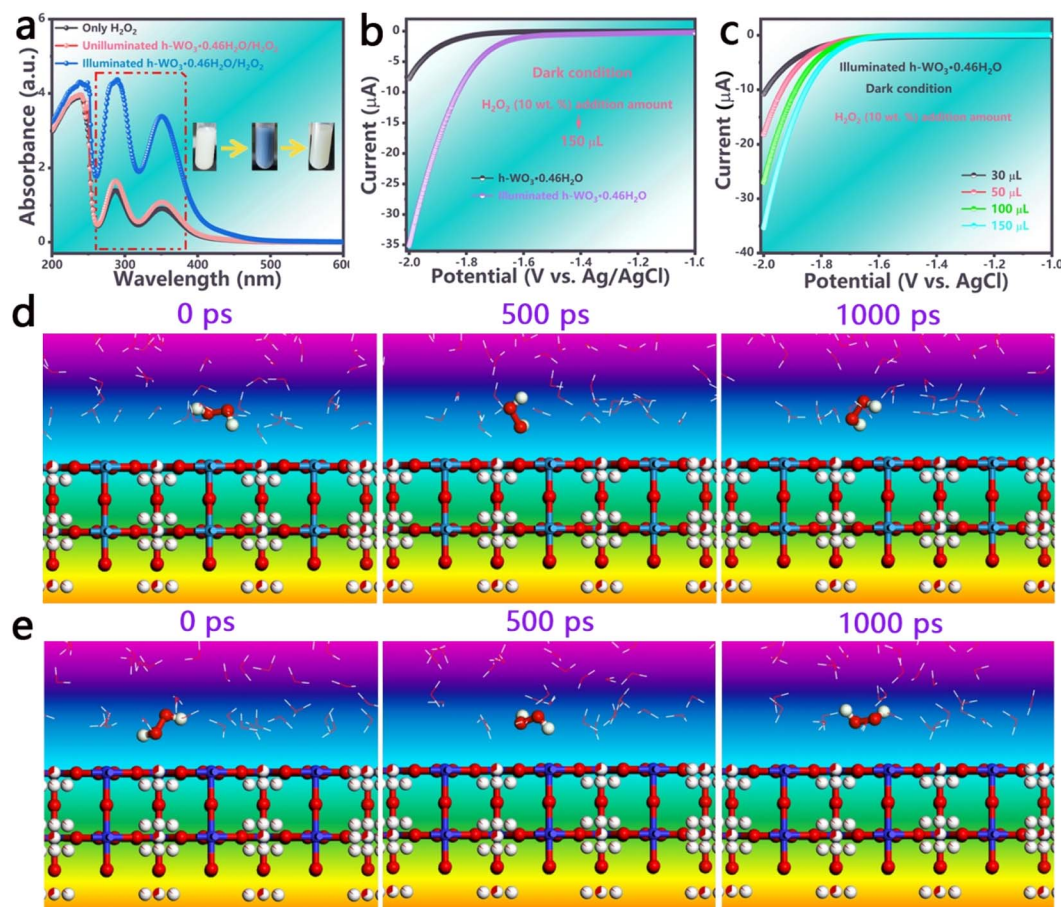 a
Absorbance (a.u.)
6
3
0
200
300
400
500
600
Wavelength (nm)
Only H₂O₂
Unilluminated h-WO₃•0.46H₂O/H₂O₂
Illuminated h-WO₃•0.46H₂O/H₂O₂
b
Current (μA)
0
-5
-10
-15
-20
-25
-30
-35
-2.0
-1.8
-1.6
-1.4
-1.2
-1.0
Potential (V vs. Ag/AgCl)
Dark condition
H₂O₂ (10 wt. %) addition amount
150 μL
h-WO₃•0.46H₂O
Illuminated h-WO₃•0.46H₂O
c
Current (μA)
0
-10
-20
-30
-40
-2.0
-1.8
-1.6
-1.4
-1.2
-1.0
Potential (V vs. AgCl)
Illuminated h-WO₃•0.46H₂O
Dark condition
H₂O₂ (10 wt. %) addition amount
30 μL
50 μL
100 μL
150 μL
d
0 ps
500 ps
1000 ps
e
0 ps
500 ps
1000 ps